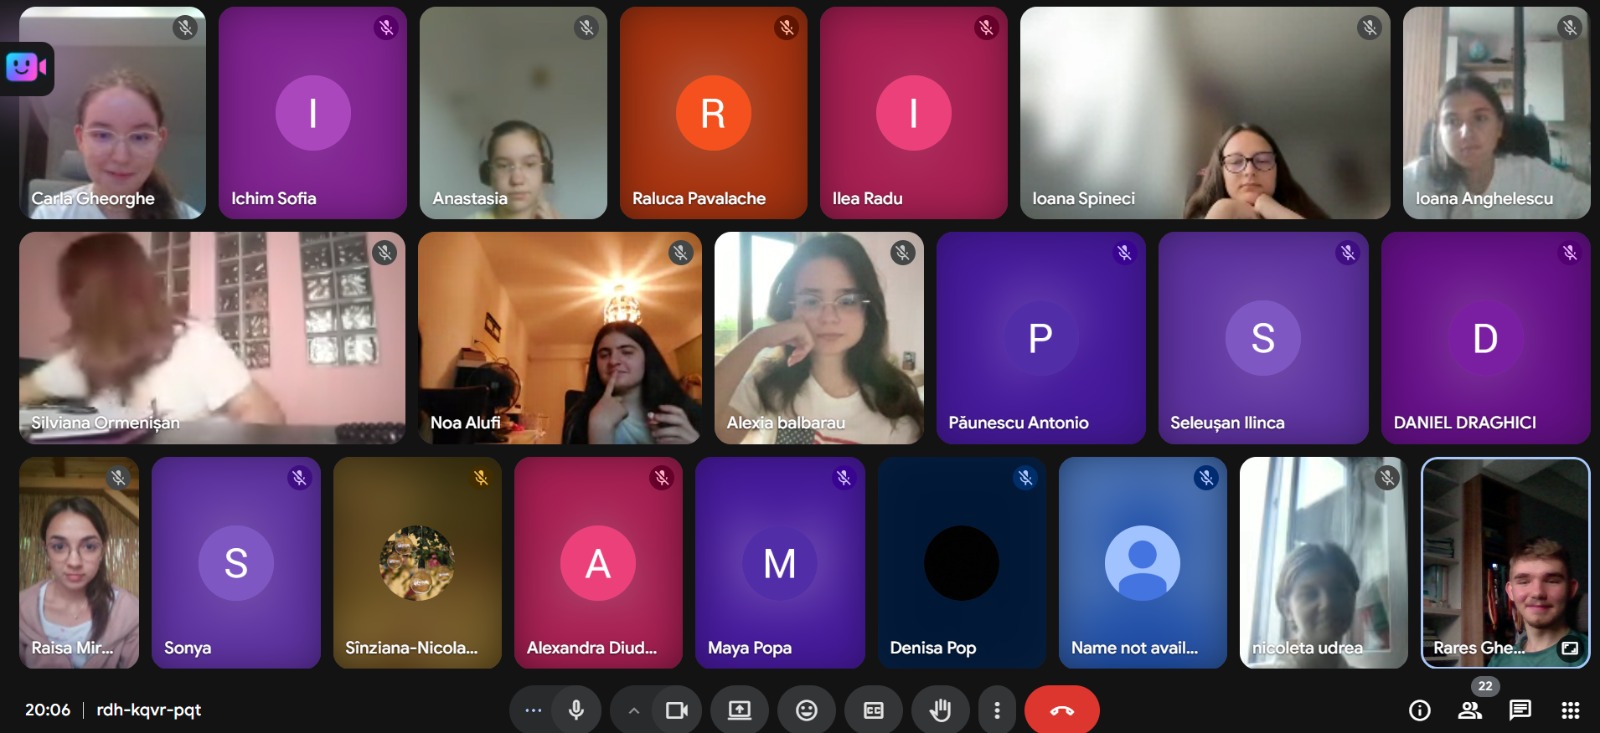 Carla Gheorghe
I
Ichim Sofia
Anastasia
R
Raluca Pavalache
I
Ilea Radu
Ioana Spineci
Ioana Anghelescu
Silviana Ormenișan
Noa Alufi
Alexia balbarau
P
Păunescu Antonio
S
Seleușan Ilinca
D
DANIEL DRAGHICI
Raisa Mir...
S
Sonya
Sînziana-Nicola...
A
Alexandra Diud...
M
Maya Popa
Denisa Pop
Name not avail...
nicoleta udrea
Rares Ghe...
20:06 | rdh-kqvr-pqt
22